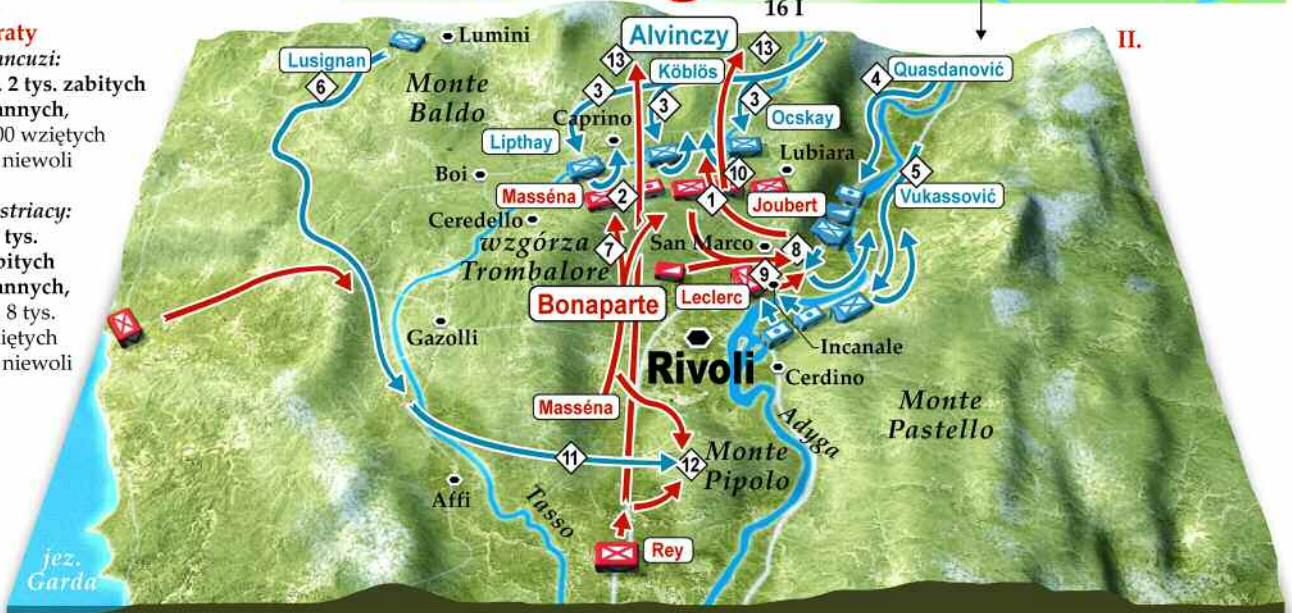 16 I
II.
raty
ncuzi:
. 2 tys. zabitych
annych,
00 wziętych
niewoli
striacy:
tys.
bitych
annych,
8 tys.
iętych
niewoli
Lusignan
6
Lumini
Monte
Baldo
Alvinczy
13
13
Köblös
3
3
3
Caprino
Ocskay
4
Quasdanović
Lipthay
Lubiara
Boi
10
5
Vukassović
Masséna
2
1
Joubert
Ceredello
wzgórza
Trombalore
7
San Marco
8
9
Bonaparte
Leclerc
Gazolli
Rivoli
Incanale
Cerdino
Masséna
Adyga
Monte
Pastello
11
12
Monte
Pipolo
Affi
Tasso
Rey
jez.
Garda